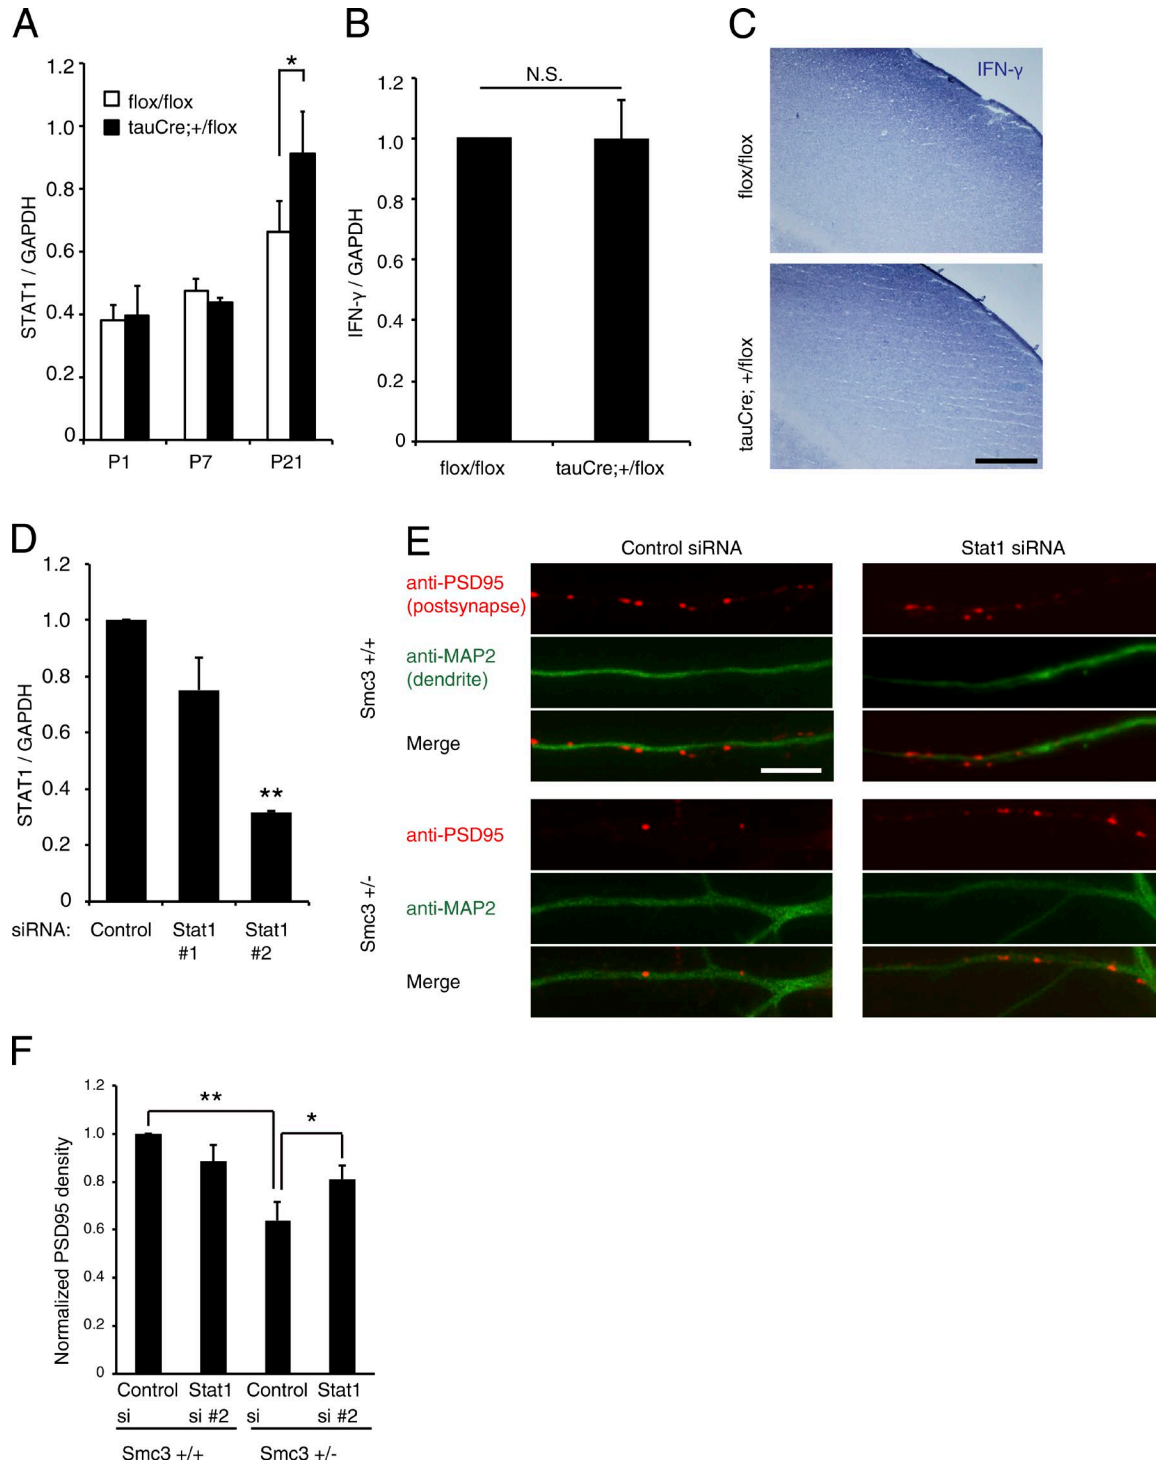 A
1.2
1.0
0.8
0.6
0.4
0.2
0
STAT1 / GAPDH
flox/flox
tauCre;+/flox
*
P1 P7 P21
B
1.2
1.0
0.8
0.6
0.4
0.2
0
IFN-γ / GAPDH
N.S.
flox/flox tauCre;+/flox
C
IFN-γ
flox/flox
tauCre; +/flox
D
1.2
1.0
0.8
0.6
0.4
0.2
0
STAT1 / GAPDH
**
siRNA: Control Stat1 Stat1
#1 #2
E
Control siRNA Stat1 siRNA
Smc3 +/+
anti-PSD95
(postsynapse)
anti-MAP2
(dendrite)
Merge
Smc3 +/-
anti-PSD95
anti-MAP2
Merge
F
1.2
1.0
0.8
0.6
0.4
0.2
0
Normalized PSD95 density
**
*
Control Stat1 Control Stat1
si si #2 si si #2
Smc3 +/+ Smc3 +/-